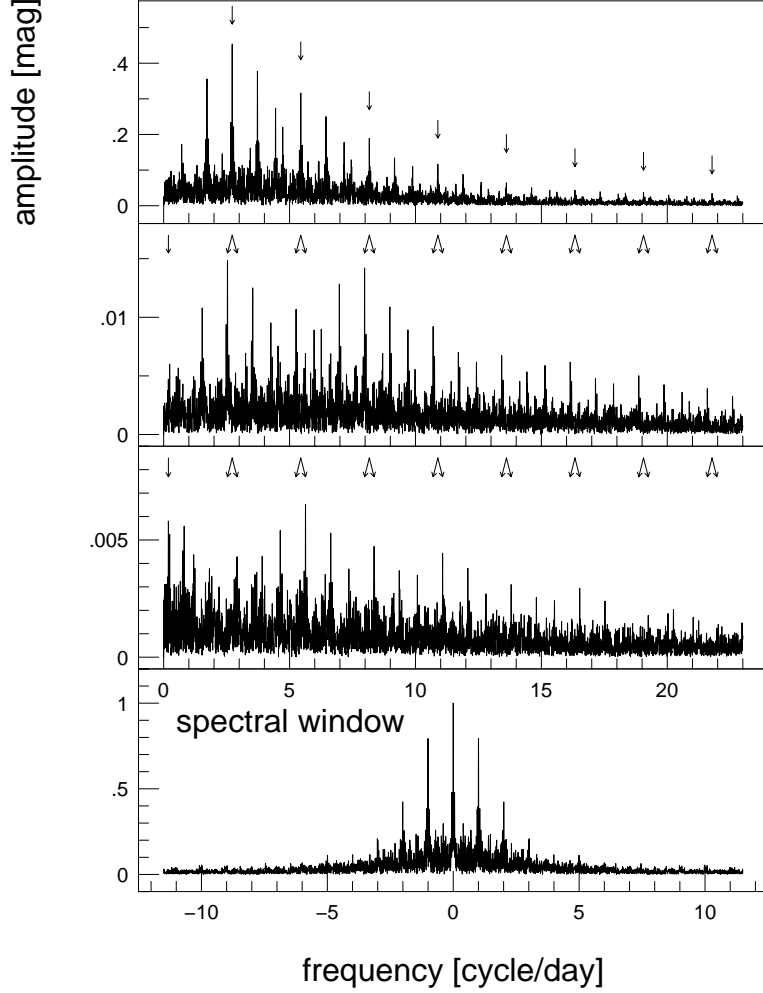 amplitude [mag]
.4
.2
0
.01
0
.005
0
0 5 10 15 20
spectral window
1
.5
0
−10 −5 0 5 10
frequency [cycle/day]